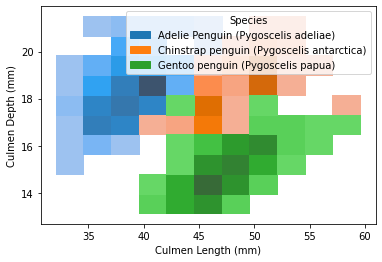 Species
Adelie Penguin (Pygoscelis adeliae)
Chinstrap penguin (Pygoscelis antarctica)
Gentoo penguin (Pygoscelis papua)
Culmen Depth (mm)
20
18
16
14
35
40
45
50
55
60
Culmen Length (mm)